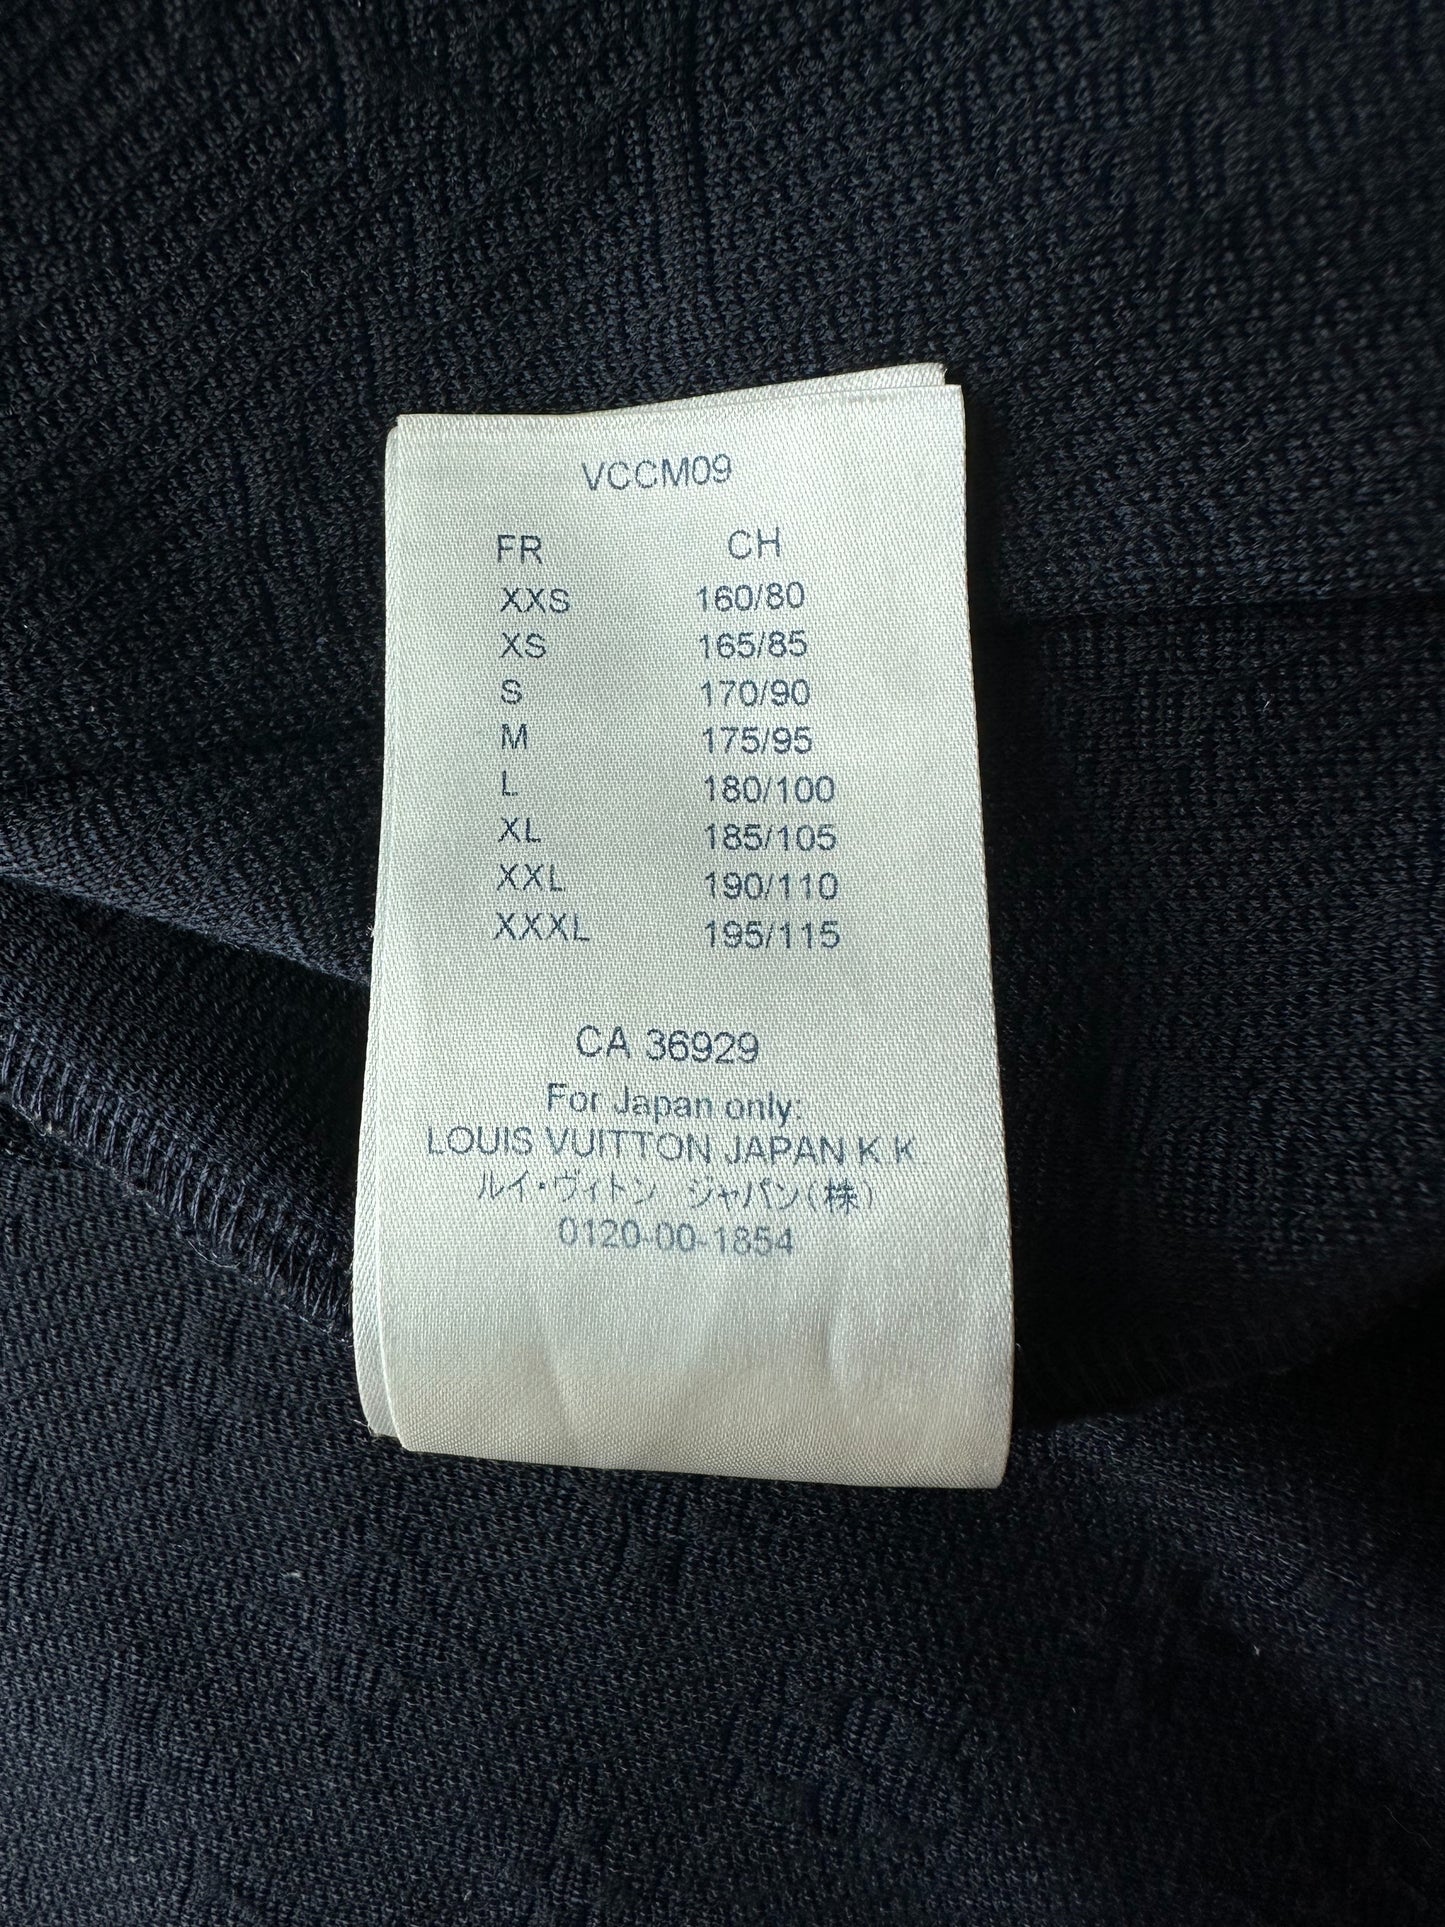 VCCM09
FR CH
XXS 160/80
XS 165/85
S 170/90
M 175/95
L 180/100
XL 185/105
XXL 190/110
XXXL 195/115
CA 36929
For Japan only:
LOUIS VUITTON JAPAN K.K.
ルイ・ヴィトン ジャパン(株)
0120-00-1854